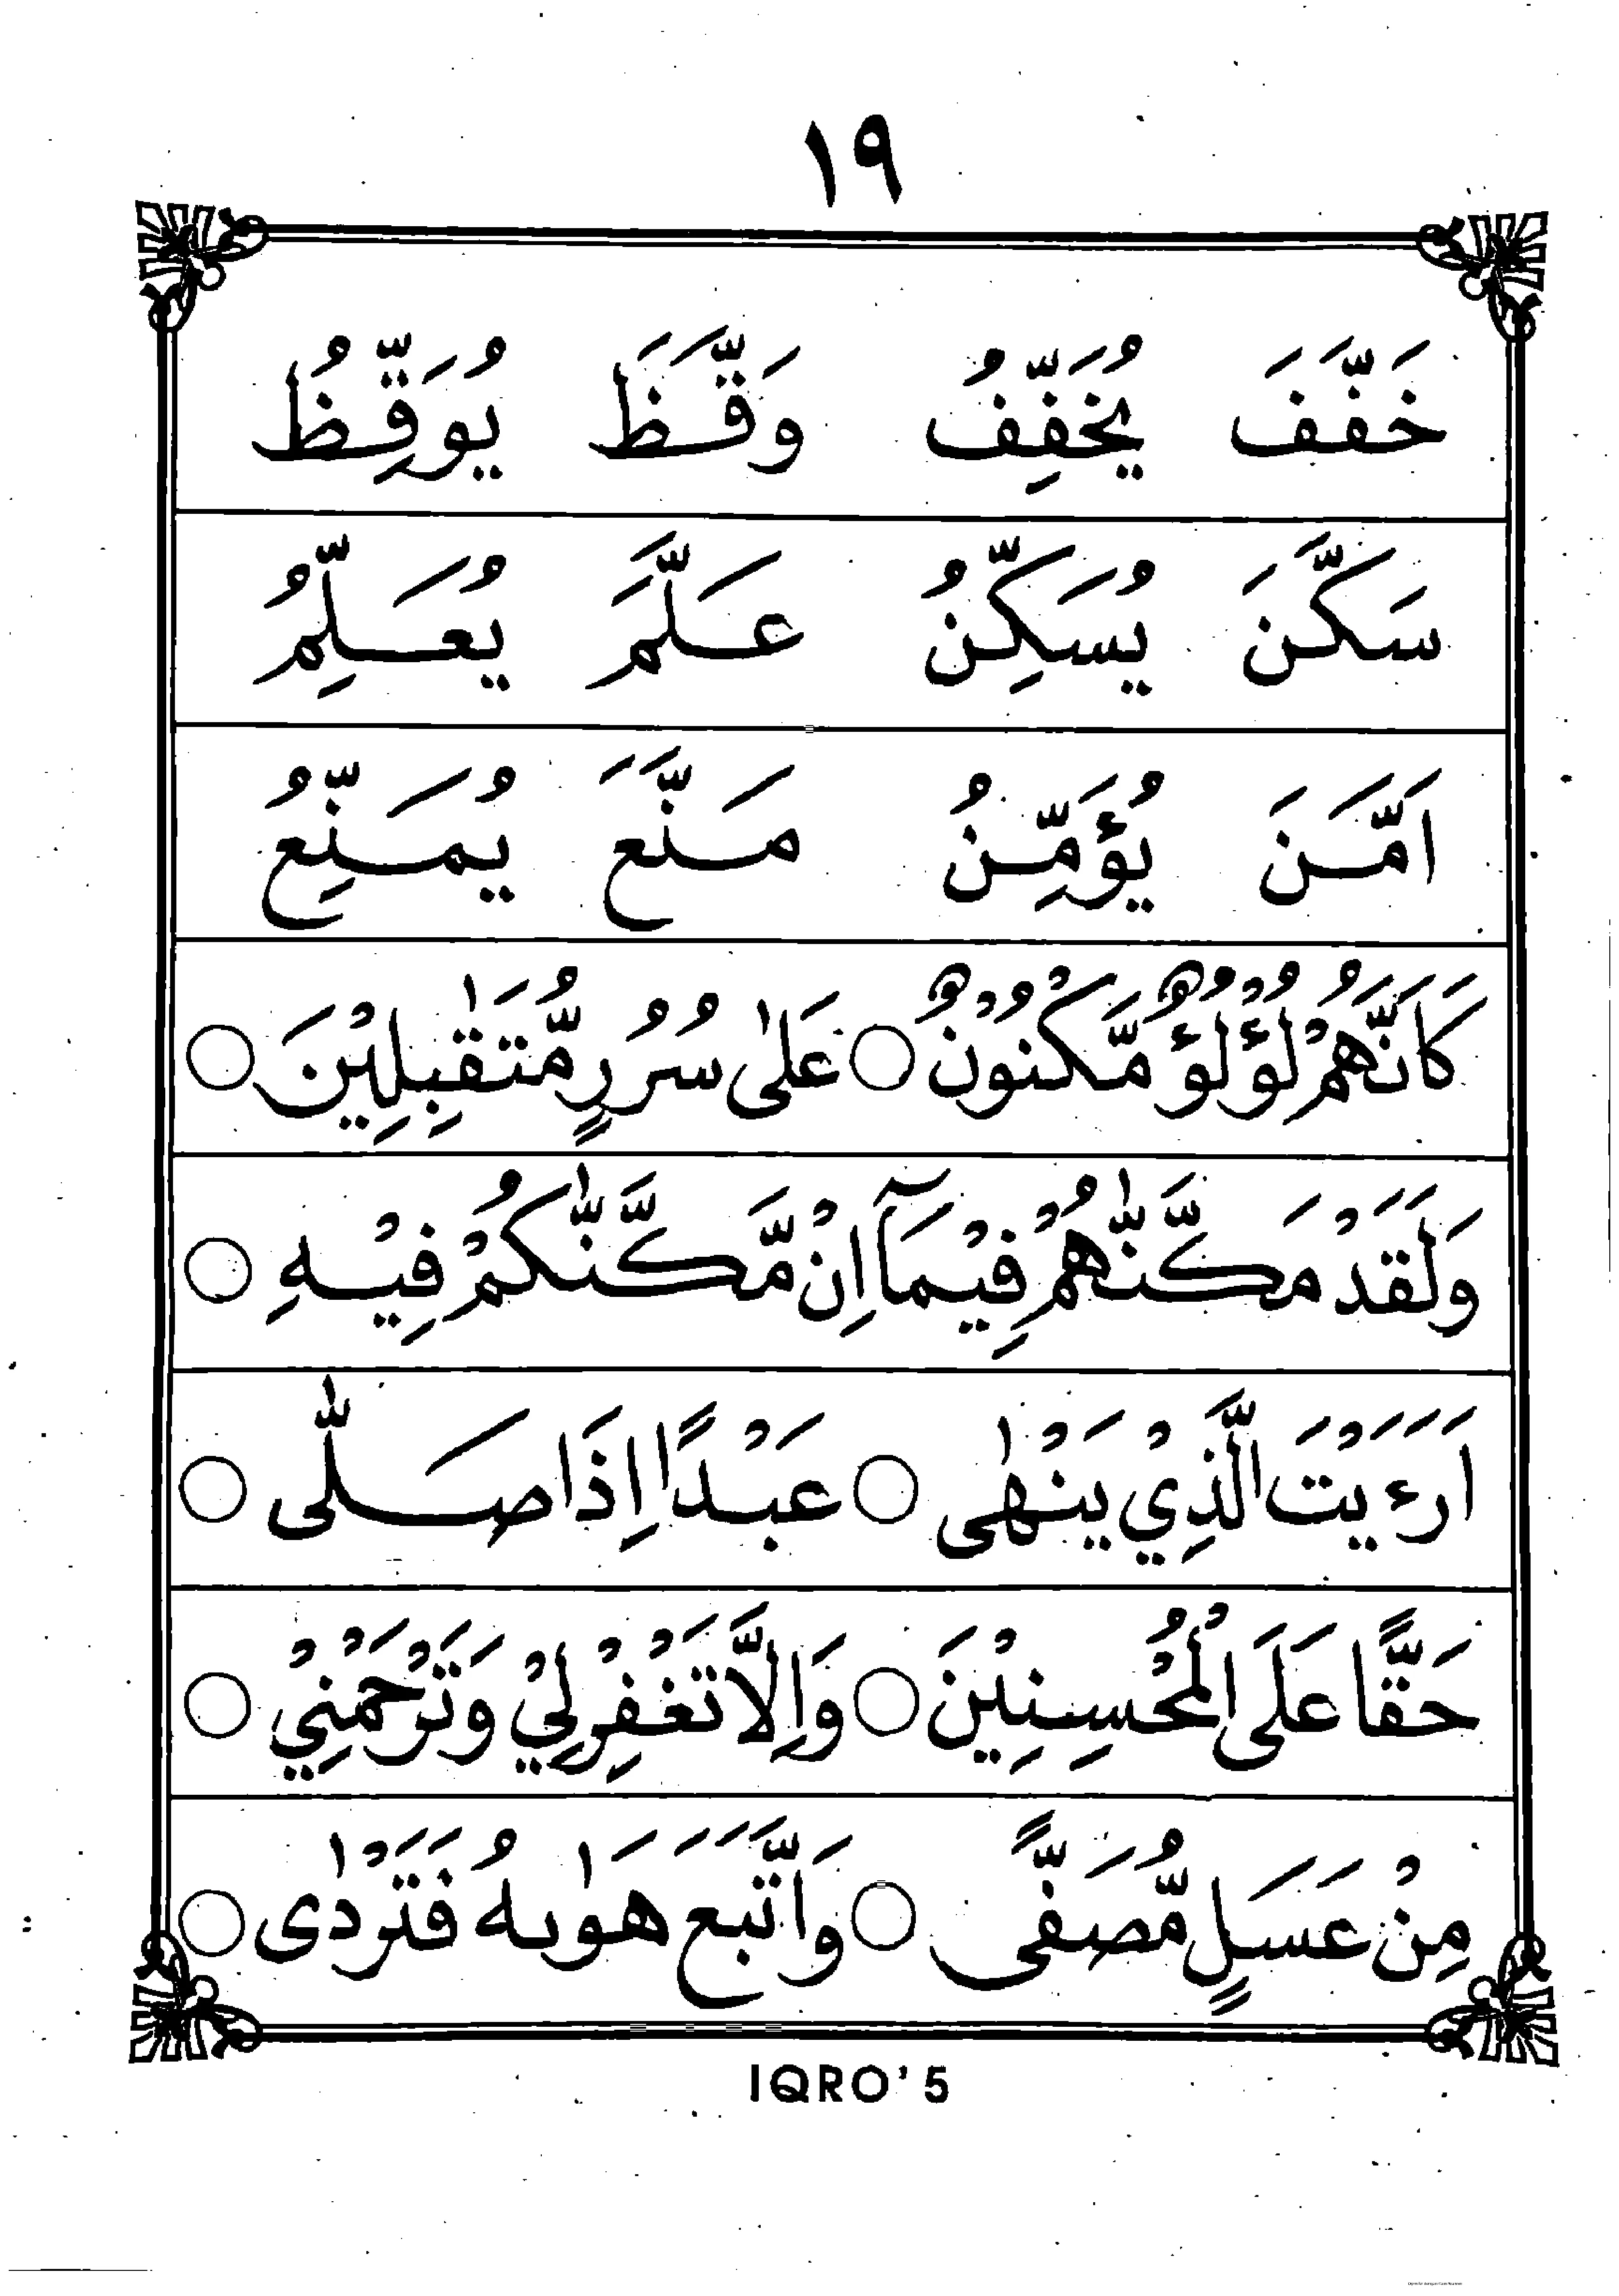 ١٩
خَفَّفَ يُخَفِّفُ وَقَّظَ يُوَقِّظُ
سَكَّنَ يُسَكِّنُ عَلَّمَ يُعَلِّمُ
اَمَّنَ يُؤَمِّنُ مَنَّعَ يُمَنِّعُ
كَاَنَّهُمْ لُؤْلُؤٌ مَّكْنُوْنٌ ○ عَلٰى سُرُرٍ مُّتَقٰبِلِيْنَ ○
وَلَقَدْ مَكَّنّٰهُمْ فِيْمَآ اِنْ مَّكَّنّٰكُمْ فِيْهِ ○
اَرَءَيْتَ الَّذِيْ يَنْهٰى ○ عَبْدًا اِذَا صَلّٰى ○
حَقًّا عَلَى الْمُحْسِنِيْنَ ○ وَاِلَّا تَغْفِرْلِيْ وَتَرْحَمْنِيْ ○
مِنْ عَسَلٍ مُّصَفًّى ○ وَاتَّبَعَ هَوٰىهُ فَتَرْدٰى ○
IQRO' 5